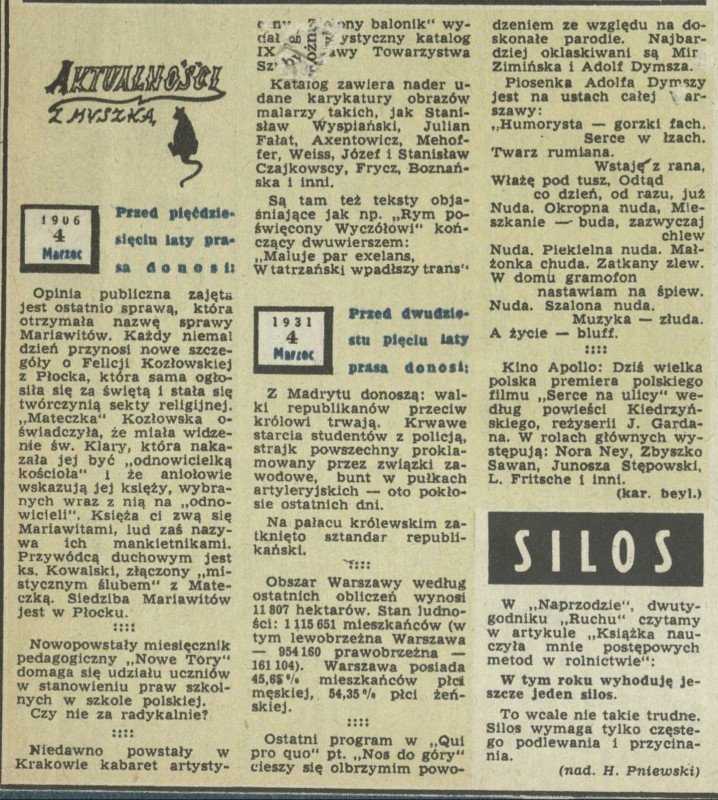 AKTUALNOŚCI
Z MYSZKĄ
1906
4
Marzec
Przed pięćdzie-
sięciu laty pra-
sa donosi:
Opinia publiczna zajęta
jest ostatnio sprawą, która
otrzymała nazwę sprawy
Mariawitów. Każdy niemal
dzień przynosi nowe szcze-
góły o Felicji Kozłowskiej
z Płocka, która sama ogło-
siła się za świętą i stała się
twórczynią sekty religijnej.
„Mateczka" Kozłowska o-
świadczyła, że miała widze-
nie św. Klary, która naka-
zała jej być „odnowicielką
kościoła" i że aniołowie
wskazują jej księży, wybra-
nych wraz z nią na „odno-
wicieli". Księża ci zwą się
Mariawitami, lud zaś nazy-
wa ich mankietnikami.
Przywódcą duchowym jest
ks. Kowalski, złączony „mi-
stycznym ślubem" z Mate-
czką. Siedziba Mariawitów
jest w Płocku.
::::
Nowopowstały miesięcznik
pedagogiczny „Nowe Tory"
domaga się udziału uczniów
w stanowieniu praw szkol-
nych w szkole polskiej.
Czy nie za radykalnie?
::::
Niedawno powstały w
Krakowie kabaret artysty-
ony balonik" wy-
dał ystyczny katalog
IX awy Towarzystwa
Katalog zawiera nader u-
dane karykatury obrazów
malarzy takich, jak Stani-
sław Wyspiański, Julian
Fałat, Axentowicz, Mehof-
fer, Weiss, Józef i Stanisław
Czajkowscy, Frycz, Boznań-
ska i inni.
Są tam też teksty obja-
śniające jak np. „Rym po-
święcony Wyczółowi" koń-
czący dwuwierszem:
„Maluje par exelans,
W tatrzański wpadłszy trans"
1931
4
Marzec
Przed dwudzie-
stu pięciu laty
prasa donosi:
Z Madrytu donoszą: wal-
ki republikanów przeciw
królowi trwają. Krwawe
starcia studentów z policją,
strajk powszechny prokla-
mowany przez związki za-
wodowe, bunt w pułkach
artyleryjskich — oto pokło-
sie ostatnich dni.
Na pałacu królewskim za-
tknięto sztandar republi-
kański.
::::
Obszar Warszawy według
ostatnich obliczeń wynosi
11 807 hektarów. Stan ludno-
ści: 1 115 651 mieszkańców (w
tym lewobrzeżna Warszawa
— 954 160 prawobrzeżna —
161 104). Warszawa posiada
45,65% mieszkańców płci
męskiej, 54,35% płci żeń-
skiej.
::::
Ostatni program w „Qui
pro quo" pt. „Nos do góry"
cieszy się olbrzymim powo-
dzeniem ze względu na do-
skonałe parodie. Najbar-
dziej oklaskiwani są Mir
Zimińska i Adolf Dymsza.
Piosenka Adolfa Dymszy
jest na ustach całej War-
szawy:
„Humorysta — gorzki fach.
Serce w łzach.
Twarz rumiana.
Wstaję z rana,
Włażę pod tusz, Odtąd
co dzień, od razu, już
Nuda. Okropna nuda, Mie-
szkanie — buda, zazwyczaj
chlew
Nuda. Piekielna nuda. Mał-
żonka chuda. Zatkany zlew.
W domu gramofon
nastawiam na śpiew.
Nuda. Szalona nuda.
Muzyka — złuda.
A życie — bluff.
::::
Kino Apollo: Dziś wielka
polska premiera polskiego
filmu „Serce na ulicy" we-
dług powieści Kiedrzyń-
skiego, reżyserii J. Garda-
na. W rolach głównych wy-
stępują: Nora Ney, Zbyszko
Sawan, Junosza Stępowski,
L. Fritsche i inni.
(kar. beyl.)
SILOS
W „Naprzodzie", dwuty-
godniku „Ruchu" czytamy
w artykule „Książka nau-
czyła mnie postępowych
metod w rolnictwie":
W tym roku wyhoduję je-
szcze jeden silos.
To wcale nie takie trudne.
Silos wymaga tylko często-
go podlewania i przycina-
nia.
(nad. H. Pniewski)